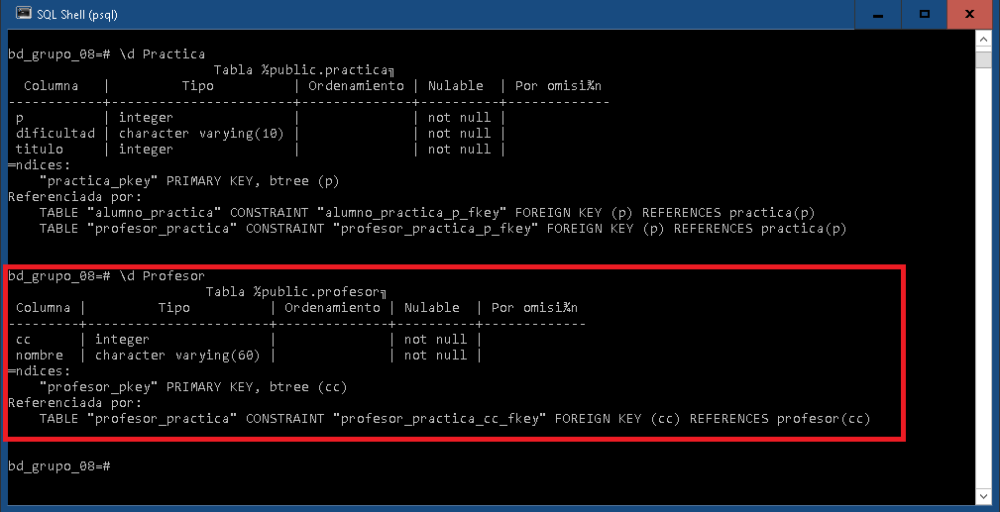 SQL Shell (psql)
bd_grupo_08=# \d Practica
                          Tabla %public.practica╗
  Columna   |         Tipo          | Ordenamiento | Nulable  | Por omisi%n
------------+-----------------------+--------------+----------+-------------
 p          | integer               |              | not null |
 dificultad | character varying(10) |              | not null |
 titulo     | integer               |              | not null |
═ndices:
    "practica_pkey" PRIMARY KEY, btree (p)
Referenciada por:
    TABLE "alumno_practica" CONSTRAINT "alumno_practica_p_fkey" FOREIGN KEY (p) REFERENCES practica(p)
    TABLE "profesor_practica" CONSTRAINT "profesor_practica_p_fkey" FOREIGN KEY (p) REFERENCES practica(p)
bd_grupo_08=# \d Profesor
                         Tabla %public.profesor╗
 Columna |         Tipo          | Ordenamiento | Nulable  | Por omisi%n
---------+-----------------------+--------------+----------+-------------
 cc      | integer               |              | not null |
 nombre  | character varying(60) |              | not null |
═ndices:
    "profesor_pkey" PRIMARY KEY, btree (cc)
Referenciada por:
    TABLE "profesor_practica" CONSTRAINT "profesor_practica_cc_fkey" FOREIGN KEY (cc) REFERENCES profesor(cc)
bd_grupo_08=#